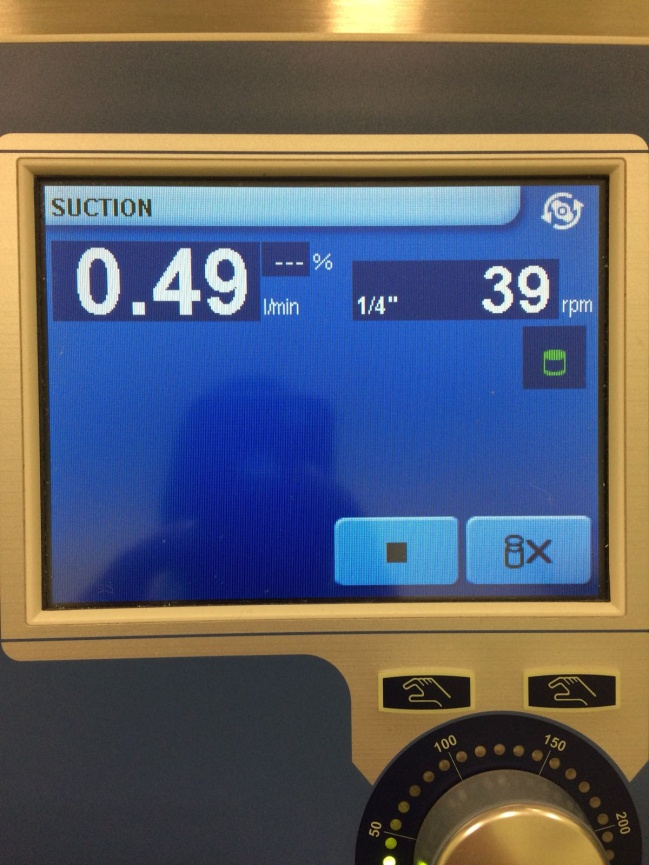 SUCTION
0.49 l/min
--- %
1/4" 39 rpm
50 100 150 200